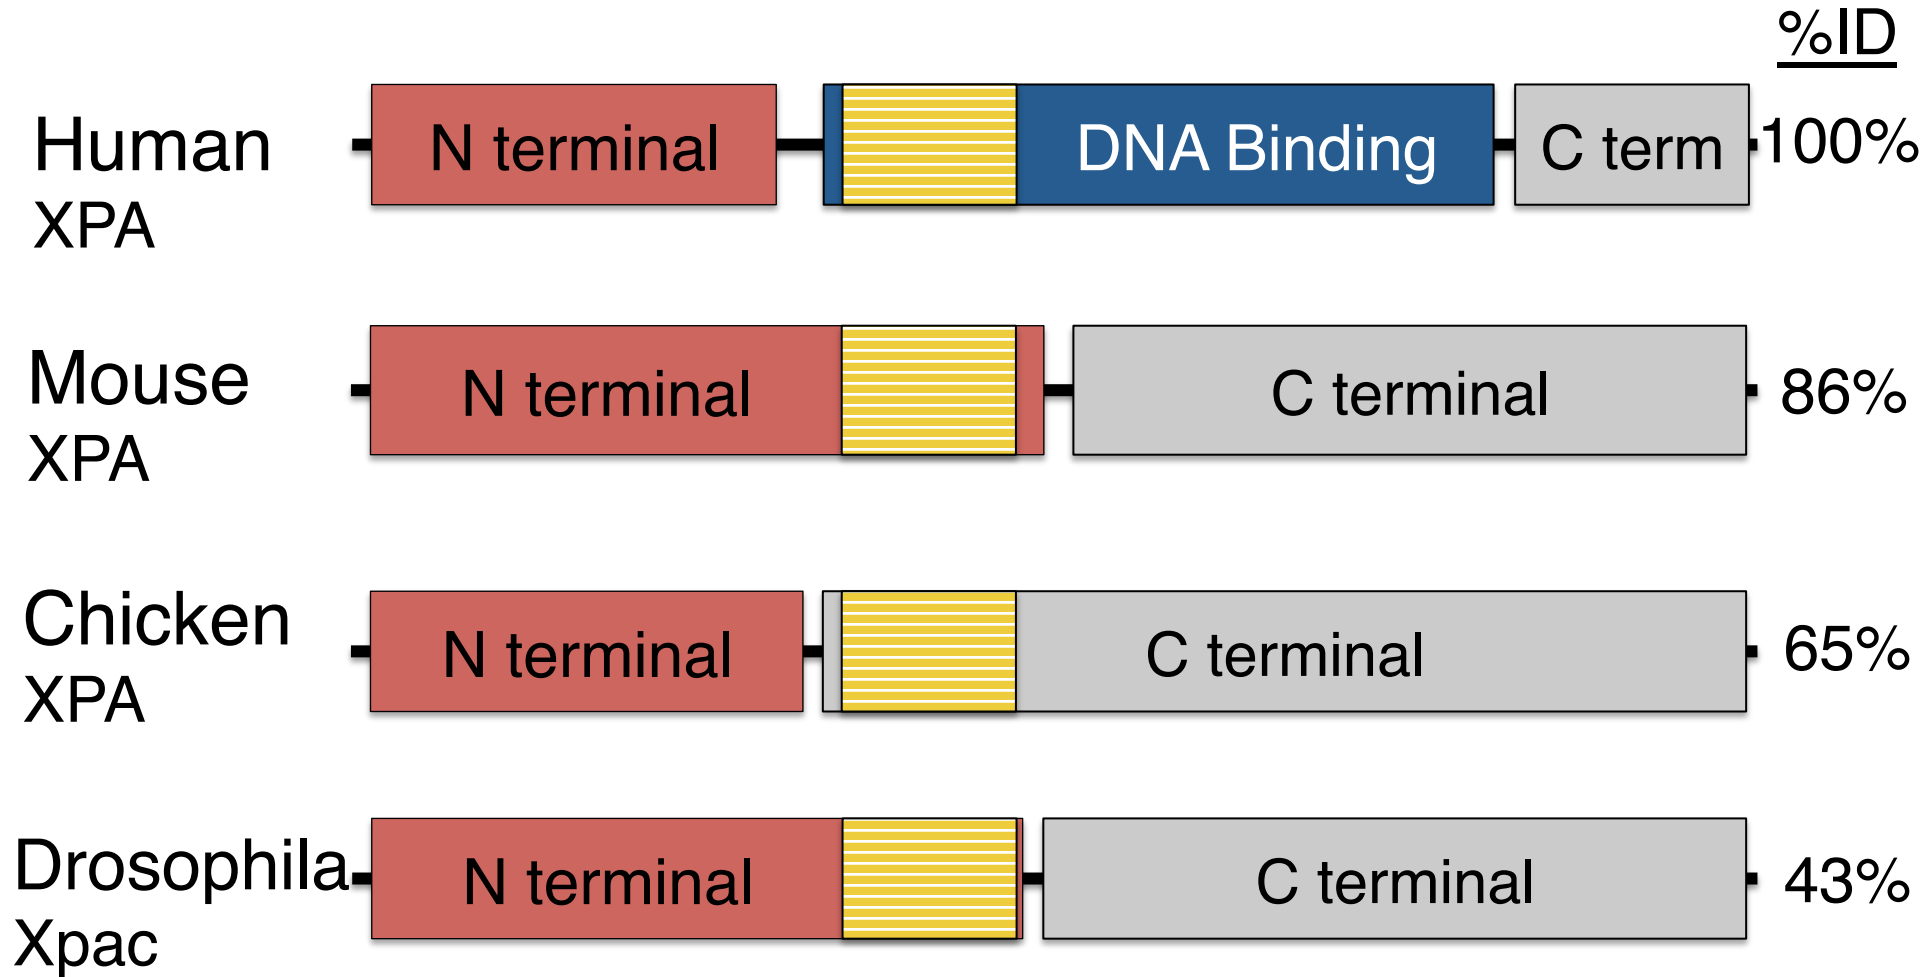 %ID
Human
XPA
N terminal
DNA Binding
C term
100%
Mouse
XPA
N terminal
C terminal
86%
Chicken
XPA
N terminal
C terminal
65%
Drosophila
Xpac
N terminal
C terminal
43%